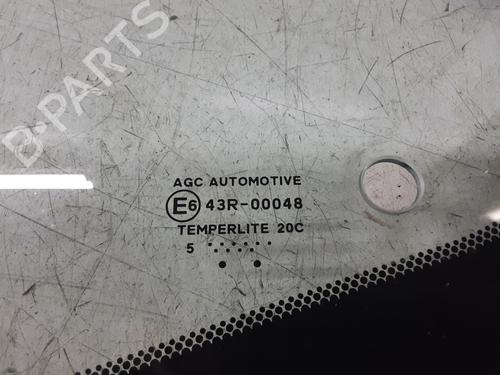 B-PARTS
AGC AUTOMOTIVE
E6 43R-00048
TEMPERLITE 20C
5